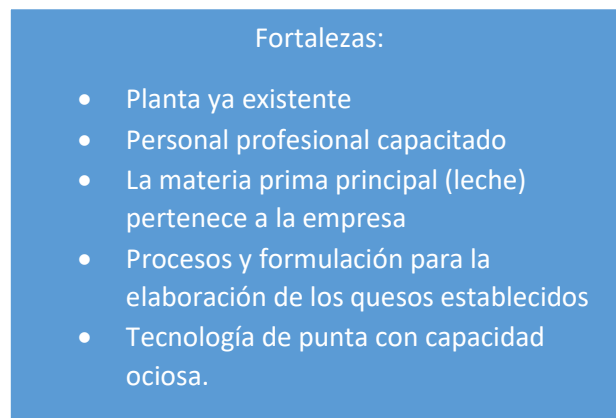 Fortalezas:
• Planta ya existente
• Personal profesional capacitado
• La materia prima principal (leche)
pertenece a la empresa
• Procesos y formulación para la
elaboración de los quesos establecidos
• Tecnología de punta con capacidad
ociosa.